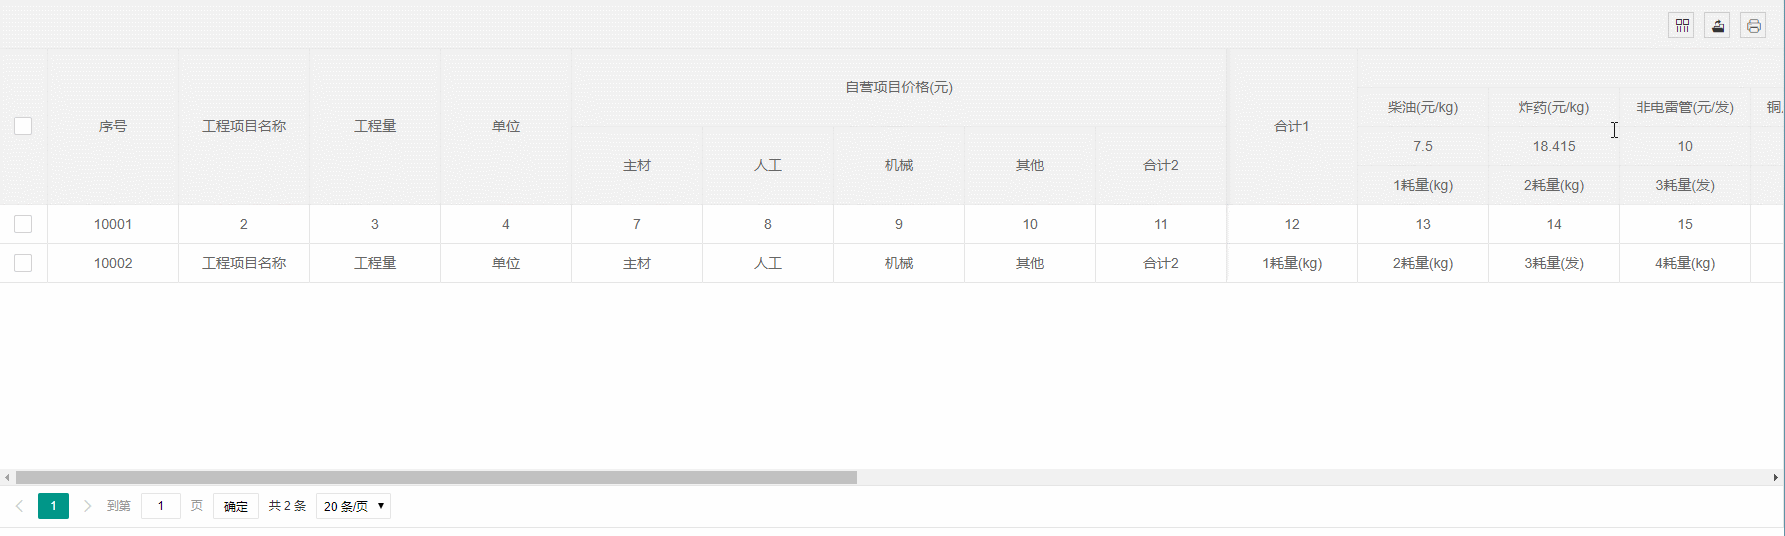 自营项目价格(元)
柴油(元/kg) 炸药(元/kg) 非电雷管(元/发) 铜
序号 工程项目名称 工程量 单位 合计1
7.5 18.415 10
主材 人工 机械 其他 合计2
1耗量(kg) 2耗量(kg) 3耗量(发)
10001 2 3 4 7 8 9 10 11 12 13 14 15
10002 工程项目名称 工程量 单位 主材 人工 机械 其他 合计2 1耗量(kg) 2耗量(kg) 3耗量(发) 4耗量(kg)
1 到第 1 页 确定 共 2 条 20 条/页